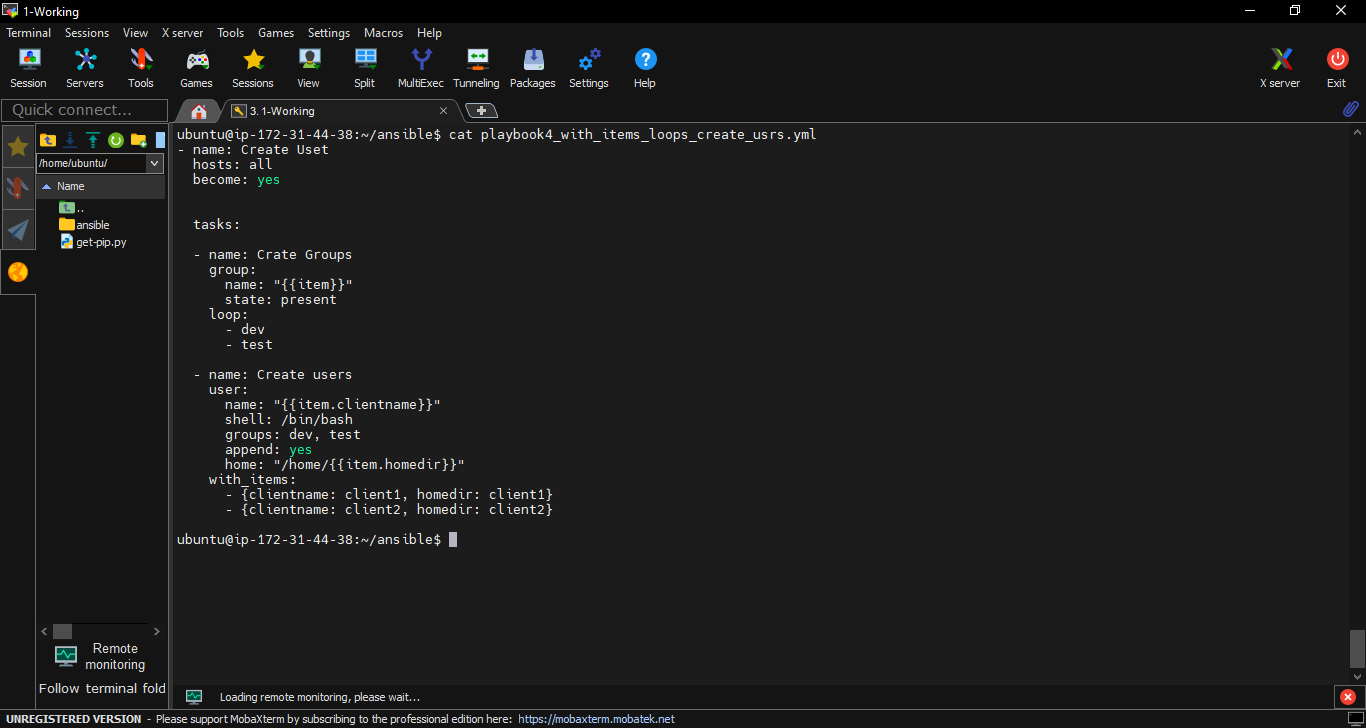 1-Working
Terminal Sessions View X server Tools Games Settings Macros Help
Session Servers Tools Games Sessions View Split MultiExec Tunneling Packages Settings Help X server Exit
Quick connect...
3. 1-Working
/home/ubuntu/
Name
..
ansible
get-pip.py
ubuntu@ip-172-31-44-38:~/ansible$ cat playbook4_with_items_loops_create_usrs.yml
- name: Create Uset
  hosts: all
  become: yes
  tasks:
  - name: Crate Groups
    group:
      name: "{{item}}"
      state: present
    loop:
      - dev
      - test
  - name: Create users
    user:
      name: "{{item.clientname}}"
      shell: /bin/bash
      groups: dev, test
      append: yes
      home: "/home/{{item.homedir}}"
    with_items:
      - {clientname: client1, homedir: client1}
      - {clientname: client2, homedir: client2}
ubuntu@ip-172-31-44-38:~/ansible$
Remote
monitoring
Follow terminal fold
Loading remote monitoring, please wait...
UNREGISTERED VERSION - Please support MobaXterm by subscribing to the professional edition here: https://mobaxterm.mobatek.net